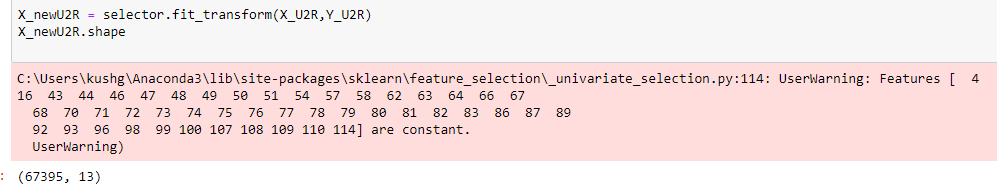 X_newU2R = selector.fit_transform(X_U2R,Y_U2R)
X_newU2R.shape
C:\Users\kushg\Anaconda3\lib\site-packages\sklearn\feature_selection\_univariate_selection.py:114: UserWarning: Features [  4
16  43  44  46  47  48  49  50  51  54  57  58  62  63  64  66  67
  68  70  71  72  73  74  75  76  77  78  79  80  81  82  83  86  87  89
  92  93  96  98  99 100 107 108 109 110 114] are constant.
  UserWarning)
: (67395, 13)